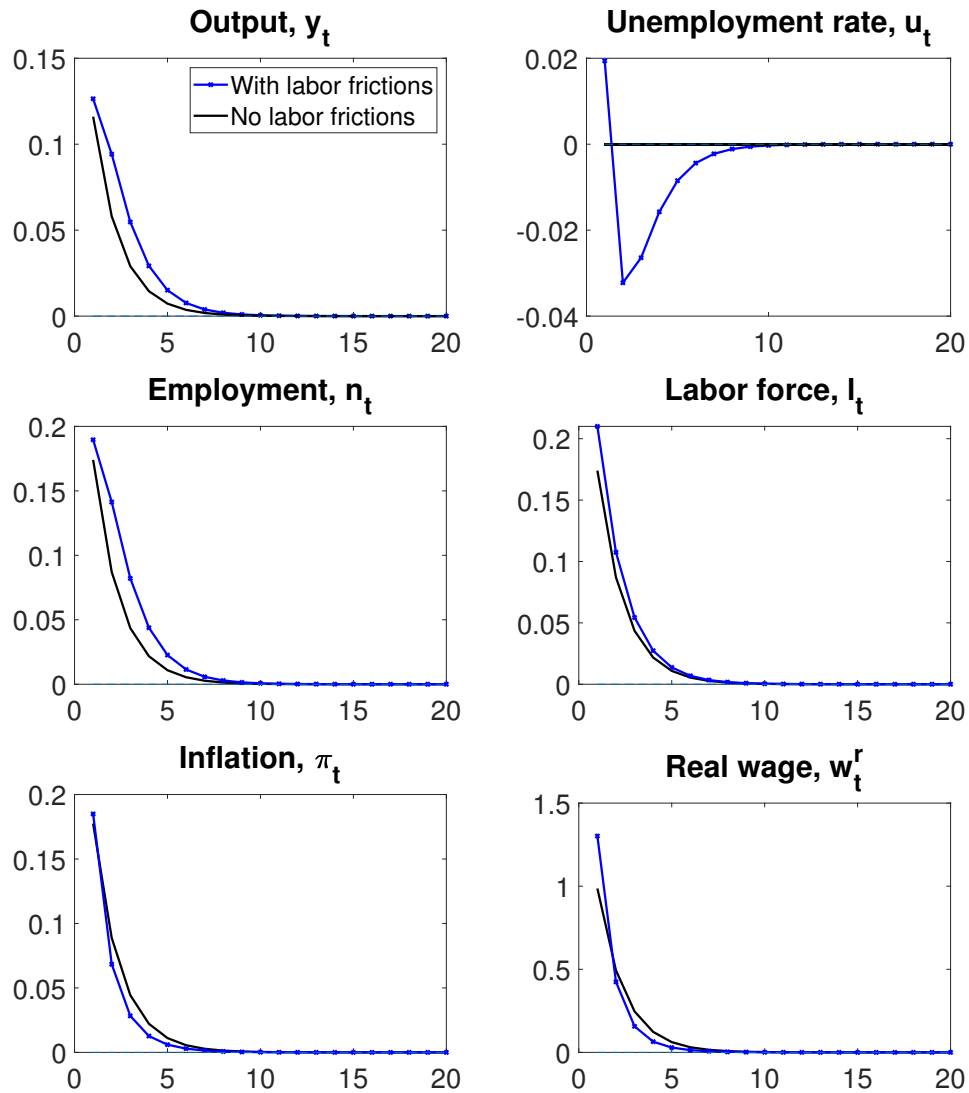 Output, y_t
Unemployment rate, u_t
0.15
0.1
0.05
0
0 5 10 15 20
With labor frictions
No labor frictions
0.02
0
-0.02
-0.04
0 10 20
Employment, n_t
Labor force, l_t
0.2
0.15
0.1
0.05
0
0 5 10 15 20
0.2
0.15
0.1
0.05
0
0 5 10 15 20
Inflation, π_t
Real wage, w_t^r
0.2
0.15
0.1
0.05
0
0 5 10 15 20
1.5
1
0.5
0
0 5 10 15 20